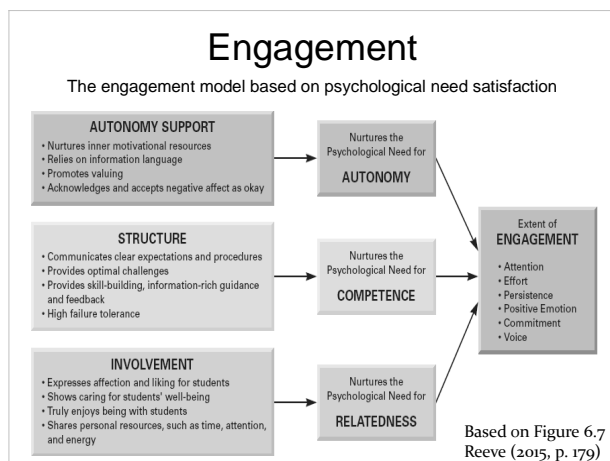 Engagement
The engagement model based on psychological need satisfaction
AUTONOMY SUPPORT
• Nurtures inner motivational resources
• Relies on information language
• Promotes valuing
• Acknowledges and accepts negative affect as okay
Nurtures the
Psychological Need for
AUTONOMY
STRUCTURE
• Communicates clear expectations and procedures
• Provides optimal challenges
• Provides skill-building, information-rich guidance
and feedback
• High failure tolerance
Nurtures the
Psychological Need for
COMPETENCE
INVOLVEMENT
• Expresses affection and liking for students
• Shows caring for students' well-being
• Truly enjoys being with students
• Shares personal resources, such as time, attention,
and energy
Nurtures the
Psychological Need for
RELATEDNESS
Extent of
ENGAGEMENT
• Attention
• Effort
• Persistence
• Positive Emotion
• Commitment
• Voice
Based on Figure 6.7
Reeve (2015, p. 179)